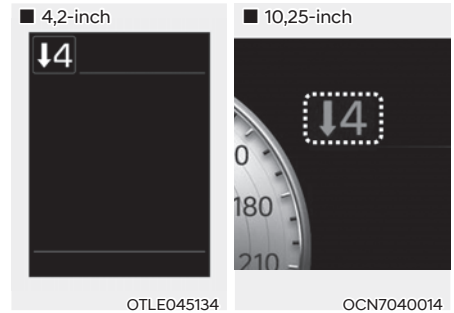 ■ 4,2-inch
↓4
OTLE045134
■ 10,25-inch
↓4
0
180
210
OCN7040014